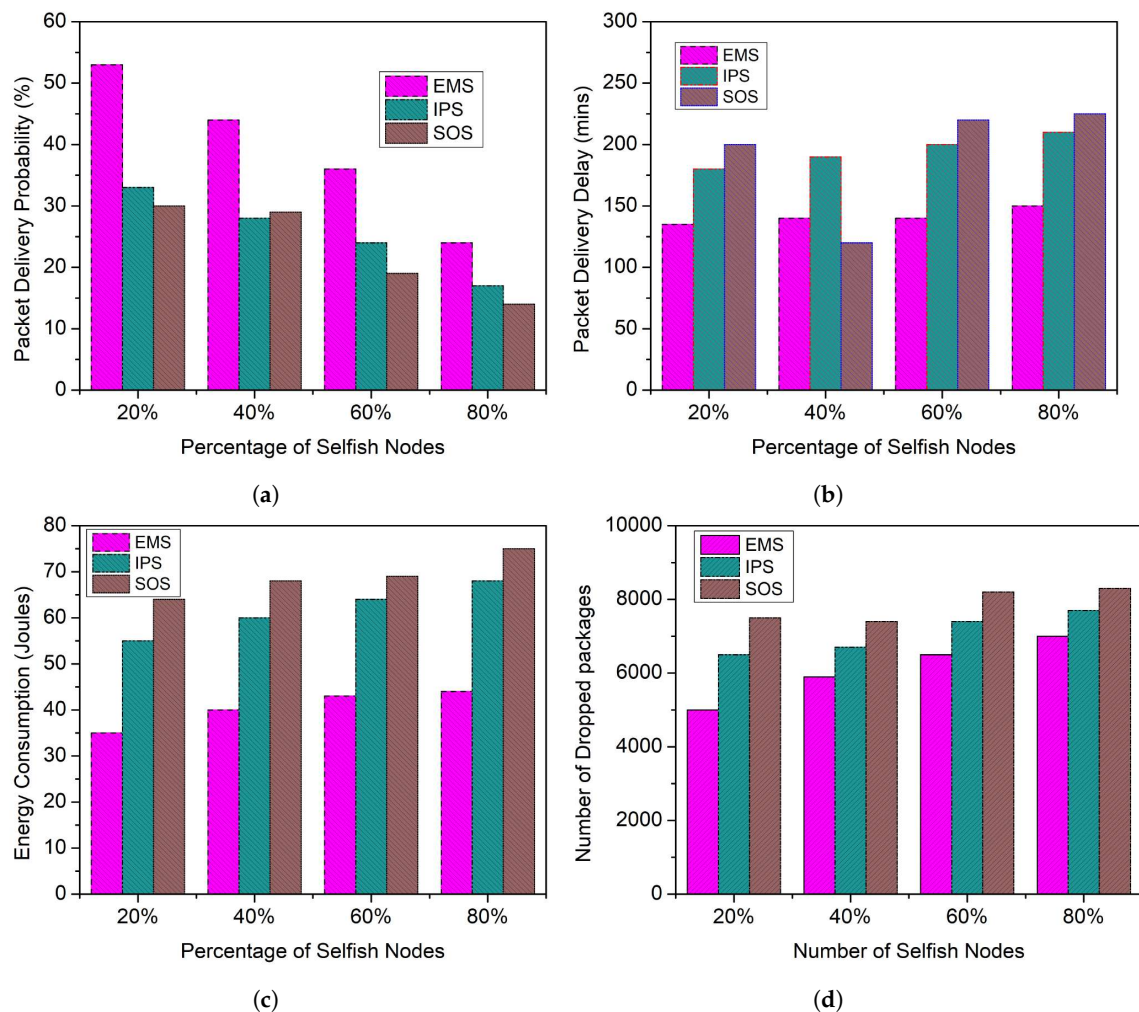 60
50
40
30
20
10
0
Packet Delivery Probability (%)
EMS
IPS
SOS
20% 40% 60% 80%
Percentage of Selfish Nodes
(a)
300
250
200
150
100
50
0
Packet Delivery Delay (mins)
EMS
IPS
SOS
20% 40% 60% 80%
Percentage of Selfish Nodes
(b)
80
70
60
50
40
30
20
10
0
Energy Consumption (Joules)
EMS
IPS
SOS
20% 40% 60% 80%
Percentage of Selfish Nodes
(c)
10000
8000
6000
4000
2000
0
Number of Dropped packages
EMS
IPS
SOS
20% 40% 60% 80%
Number of Selfish Nodes
(d)